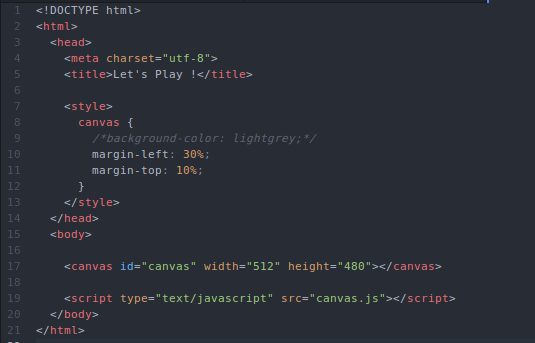 1 <!DOCTYPE html>
2 <html>
3   <head>
4     <meta charset="utf-8">
5     <title>Let's Play !</title>
6
7     <style>
8       canvas {
9         /*background-color: lightgrey;*/
10         margin-left: 30%;
11         margin-top: 10%;
12       }
13     </style>
14   </head>
15   <body>
16
17     <canvas id="canvas" width="512" height="480"></canvas>
18
19     <script type="text/javascript" src="canvas.js"></script>
20   </body>
21 </html>